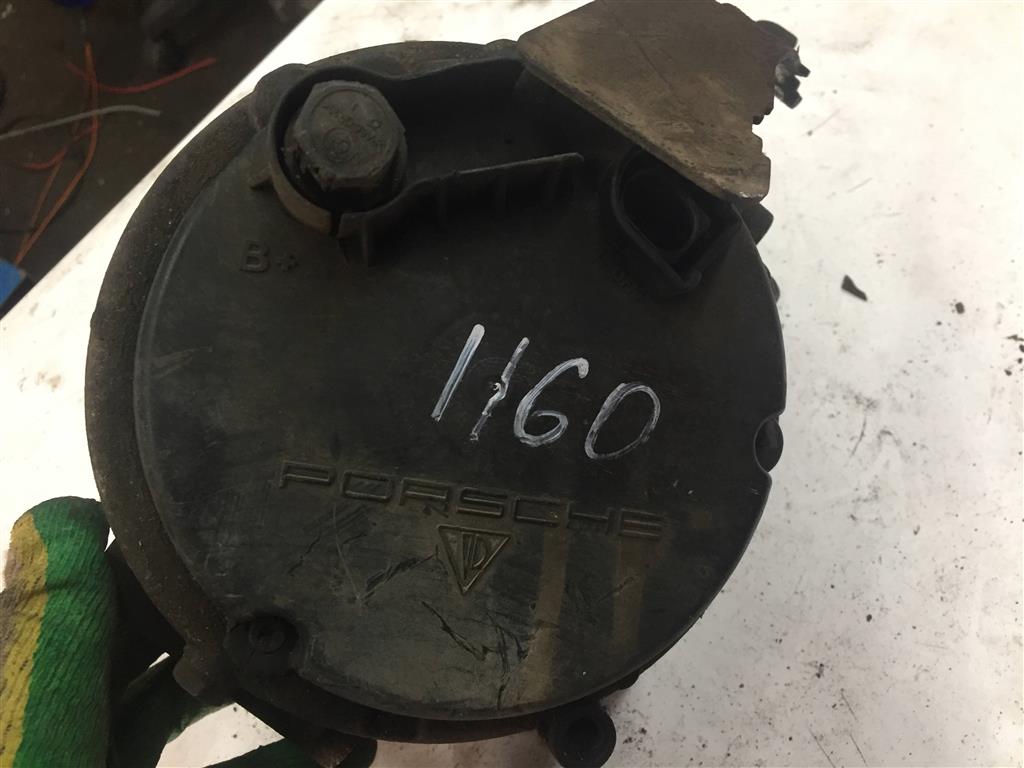 B+
1160
PORSCHE